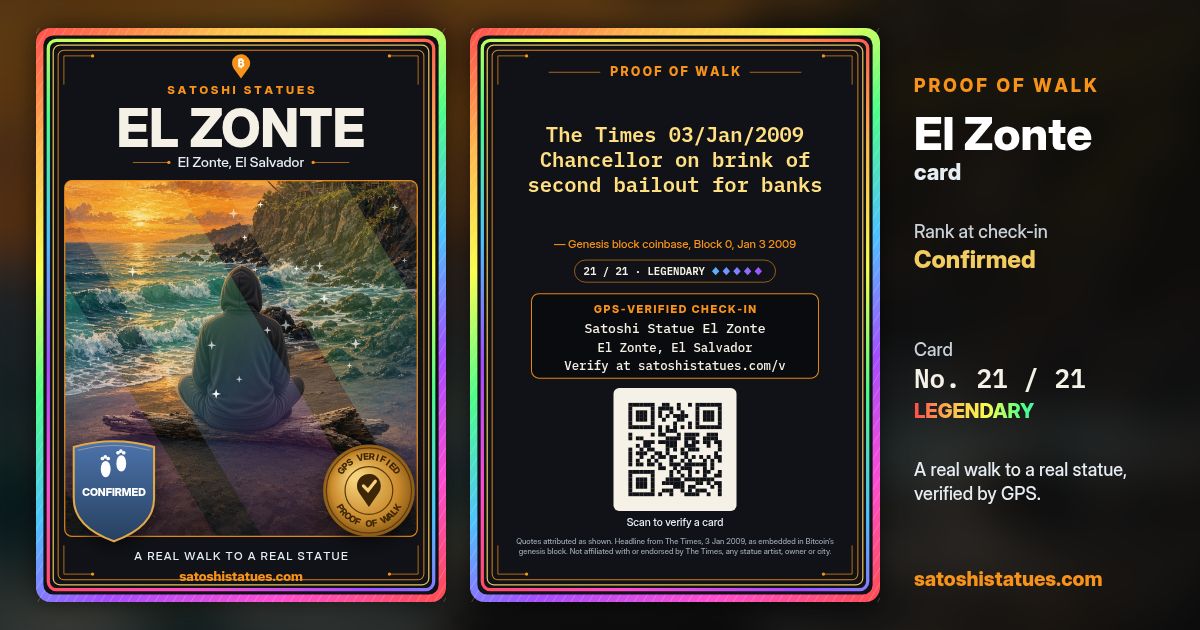 SATOSHI STATUES
EL ZONTE
El Zonte, El Salvador
CONFIRMED
GPS VERIFIED
PROOF OF WALK
A REAL WALK TO A REAL STATUE
satoshistatues.com
PROOF OF WALK
The Times 03/Jan/2009
Chancellor on brink of
second bailout for banks
— Genesis block coinbase, Block 0, Jan 3 2009
21 / 21 · LEGENDARY
GPS-VERIFIED CHECK-IN
Satoshi Statue El Zonte
El Zonte, El Salvador
Verify at satoshistatues.com/v
Scan to verify a card
Quotes attributed as shown. Headline from The Times, 3 Jan 2009, as embedded in Bitcoin's
genesis block. Not affiliated with or endorsed by The Times, any statue artist, owner or city.
PROOF OF WALK
El Zonte
card
Rank at check-in
Confirmed
Card
No. 21 / 21
LEGENDARY
A real walk to a real statue,
verified by GPS.
satoshistatues.com